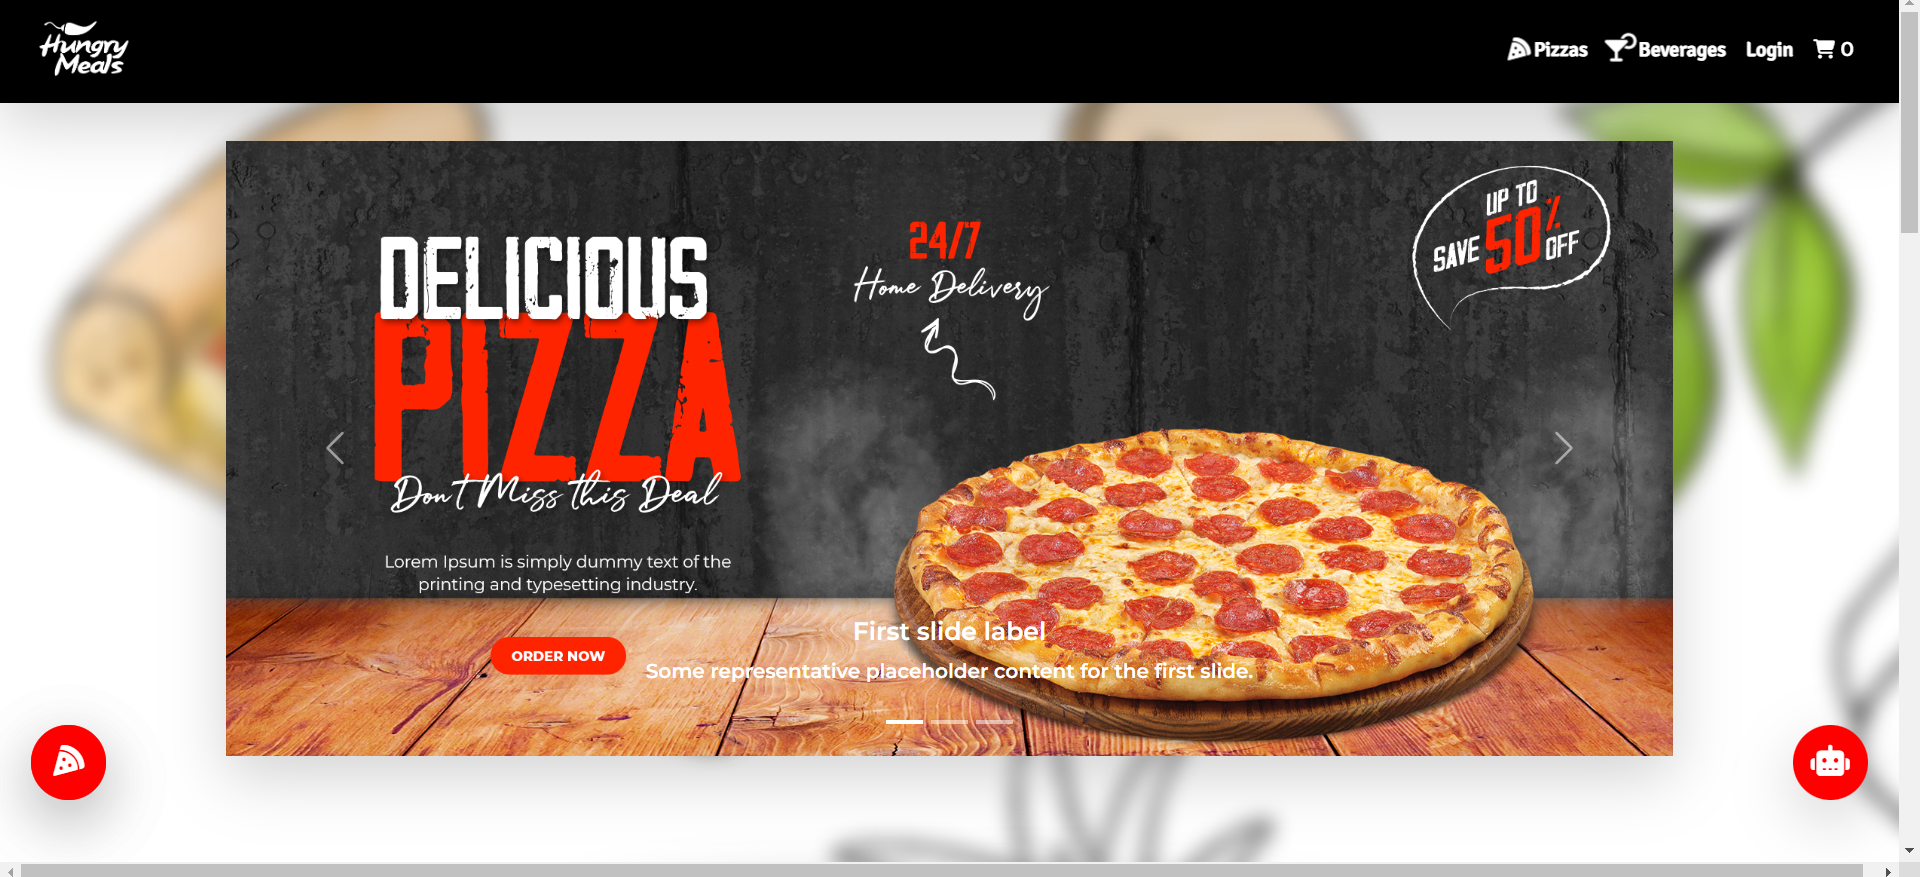 Hungry
Meals
Pizzas
Beverages
Login
0
DELICIOUS
PIZZA
Don't Miss this Deal
Lorem Ipsum is simply dummy text of the
printing and typesetting industry.
ORDER NOW
24/7
Home Delivery
UP TO
SAVE 50% OFF
First slide label
Some representative placeholder content for the first slide.